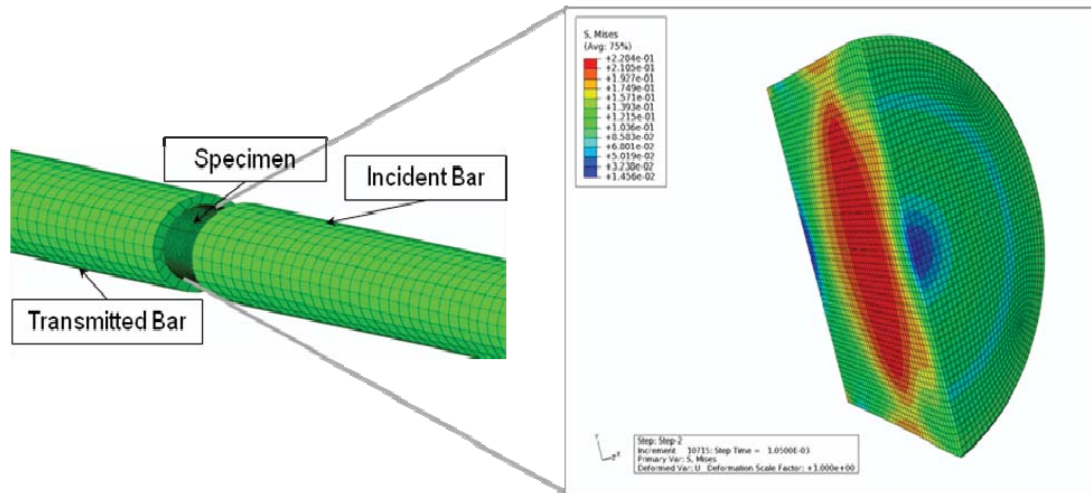 Specimen
Incident Bar
Transmitted Bar
S, Mises
(Avg: 75%)
+2.204e-01
+2.105e-01
+1.927e-01
+1.749e-01
+1.571e-01
+1.393e-01
+1.215e-01
+1.036e-01
+8.583e-02
+6.801e-02
+5.019e-02
+3.238e-02
+1.456e-02
Step: Step-2
Increment 10715: Step Time = 1.0500E-03
Primary Var: S, Mises
Deformed Var: U Deformation Scale Factor: +1.000e+00